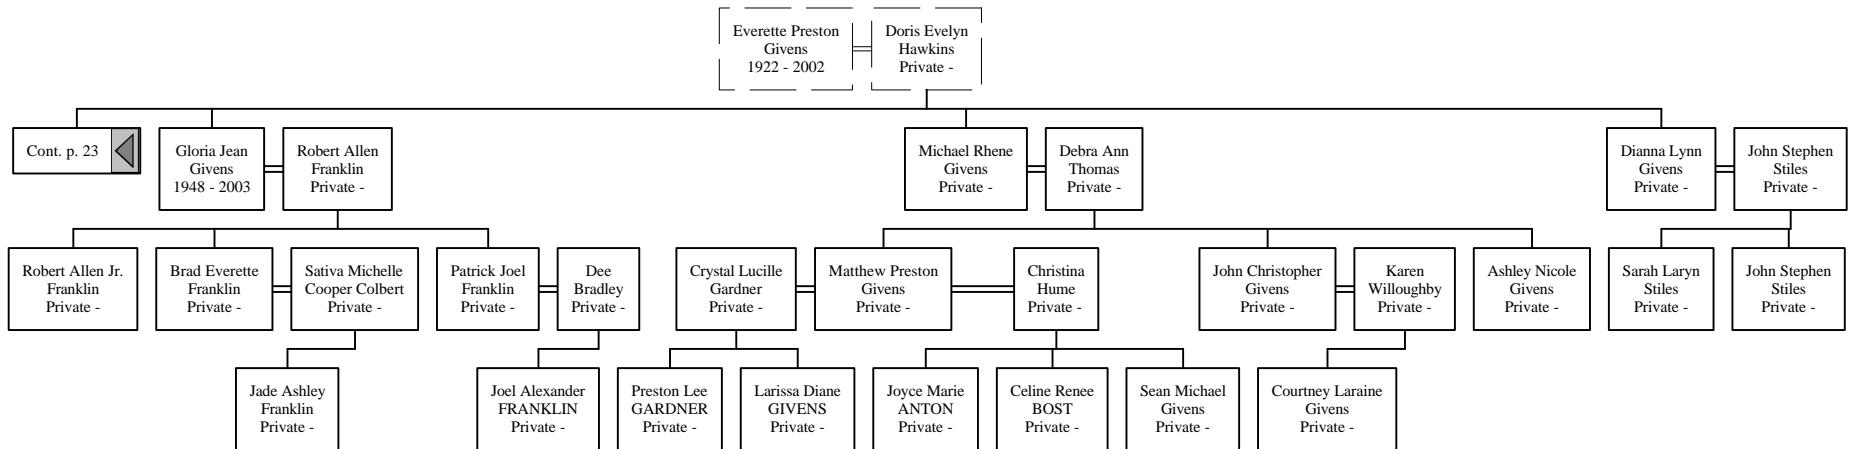 Everette Preston
Givens
1922 - 2002
Doris Evelyn
Hawkins
Private -
Cont. p. 23
Gloria Jean
Givens
1948 - 2003
Robert Allen
Franklin
Private -
Michael Rhene
Givens
Private -
Debra Ann
Thomas
Private -
Dianna Lynn
Givens
Private -
John Stephen
Stiles
Private -
Robert Allen Jr.
Franklin
Private -
Brad Everette
Franklin
Private -
Sativa Michelle
Cooper Colbert
Private -
Patrick Joel
Franklin
Private -
Dee
Bradley
Private -
Crystal Lucille
Gardner
Private -
Matthew Preston
Givens
Private -
Christina
Hume
Private -
John Christopher
Givens
Private -
Karen
Willoughby
Private -
Ashley Nicole
Givens
Private -
Sarah Laryn
Stiles
Private -
John Stephen
Stiles
Private -
Jade Ashley
Franklin
Private -
Joel Alexander
FRANKLIN
Private -
Preston Lee
GARDNER
Private -
Larissa Diane
GIVENS
Private -
Joyce Marie
ANTON
Private -
Celine Renee
BOST
Private -
Sean Michael
Givens
Private -
Courtney Laraine
Givens
Private -